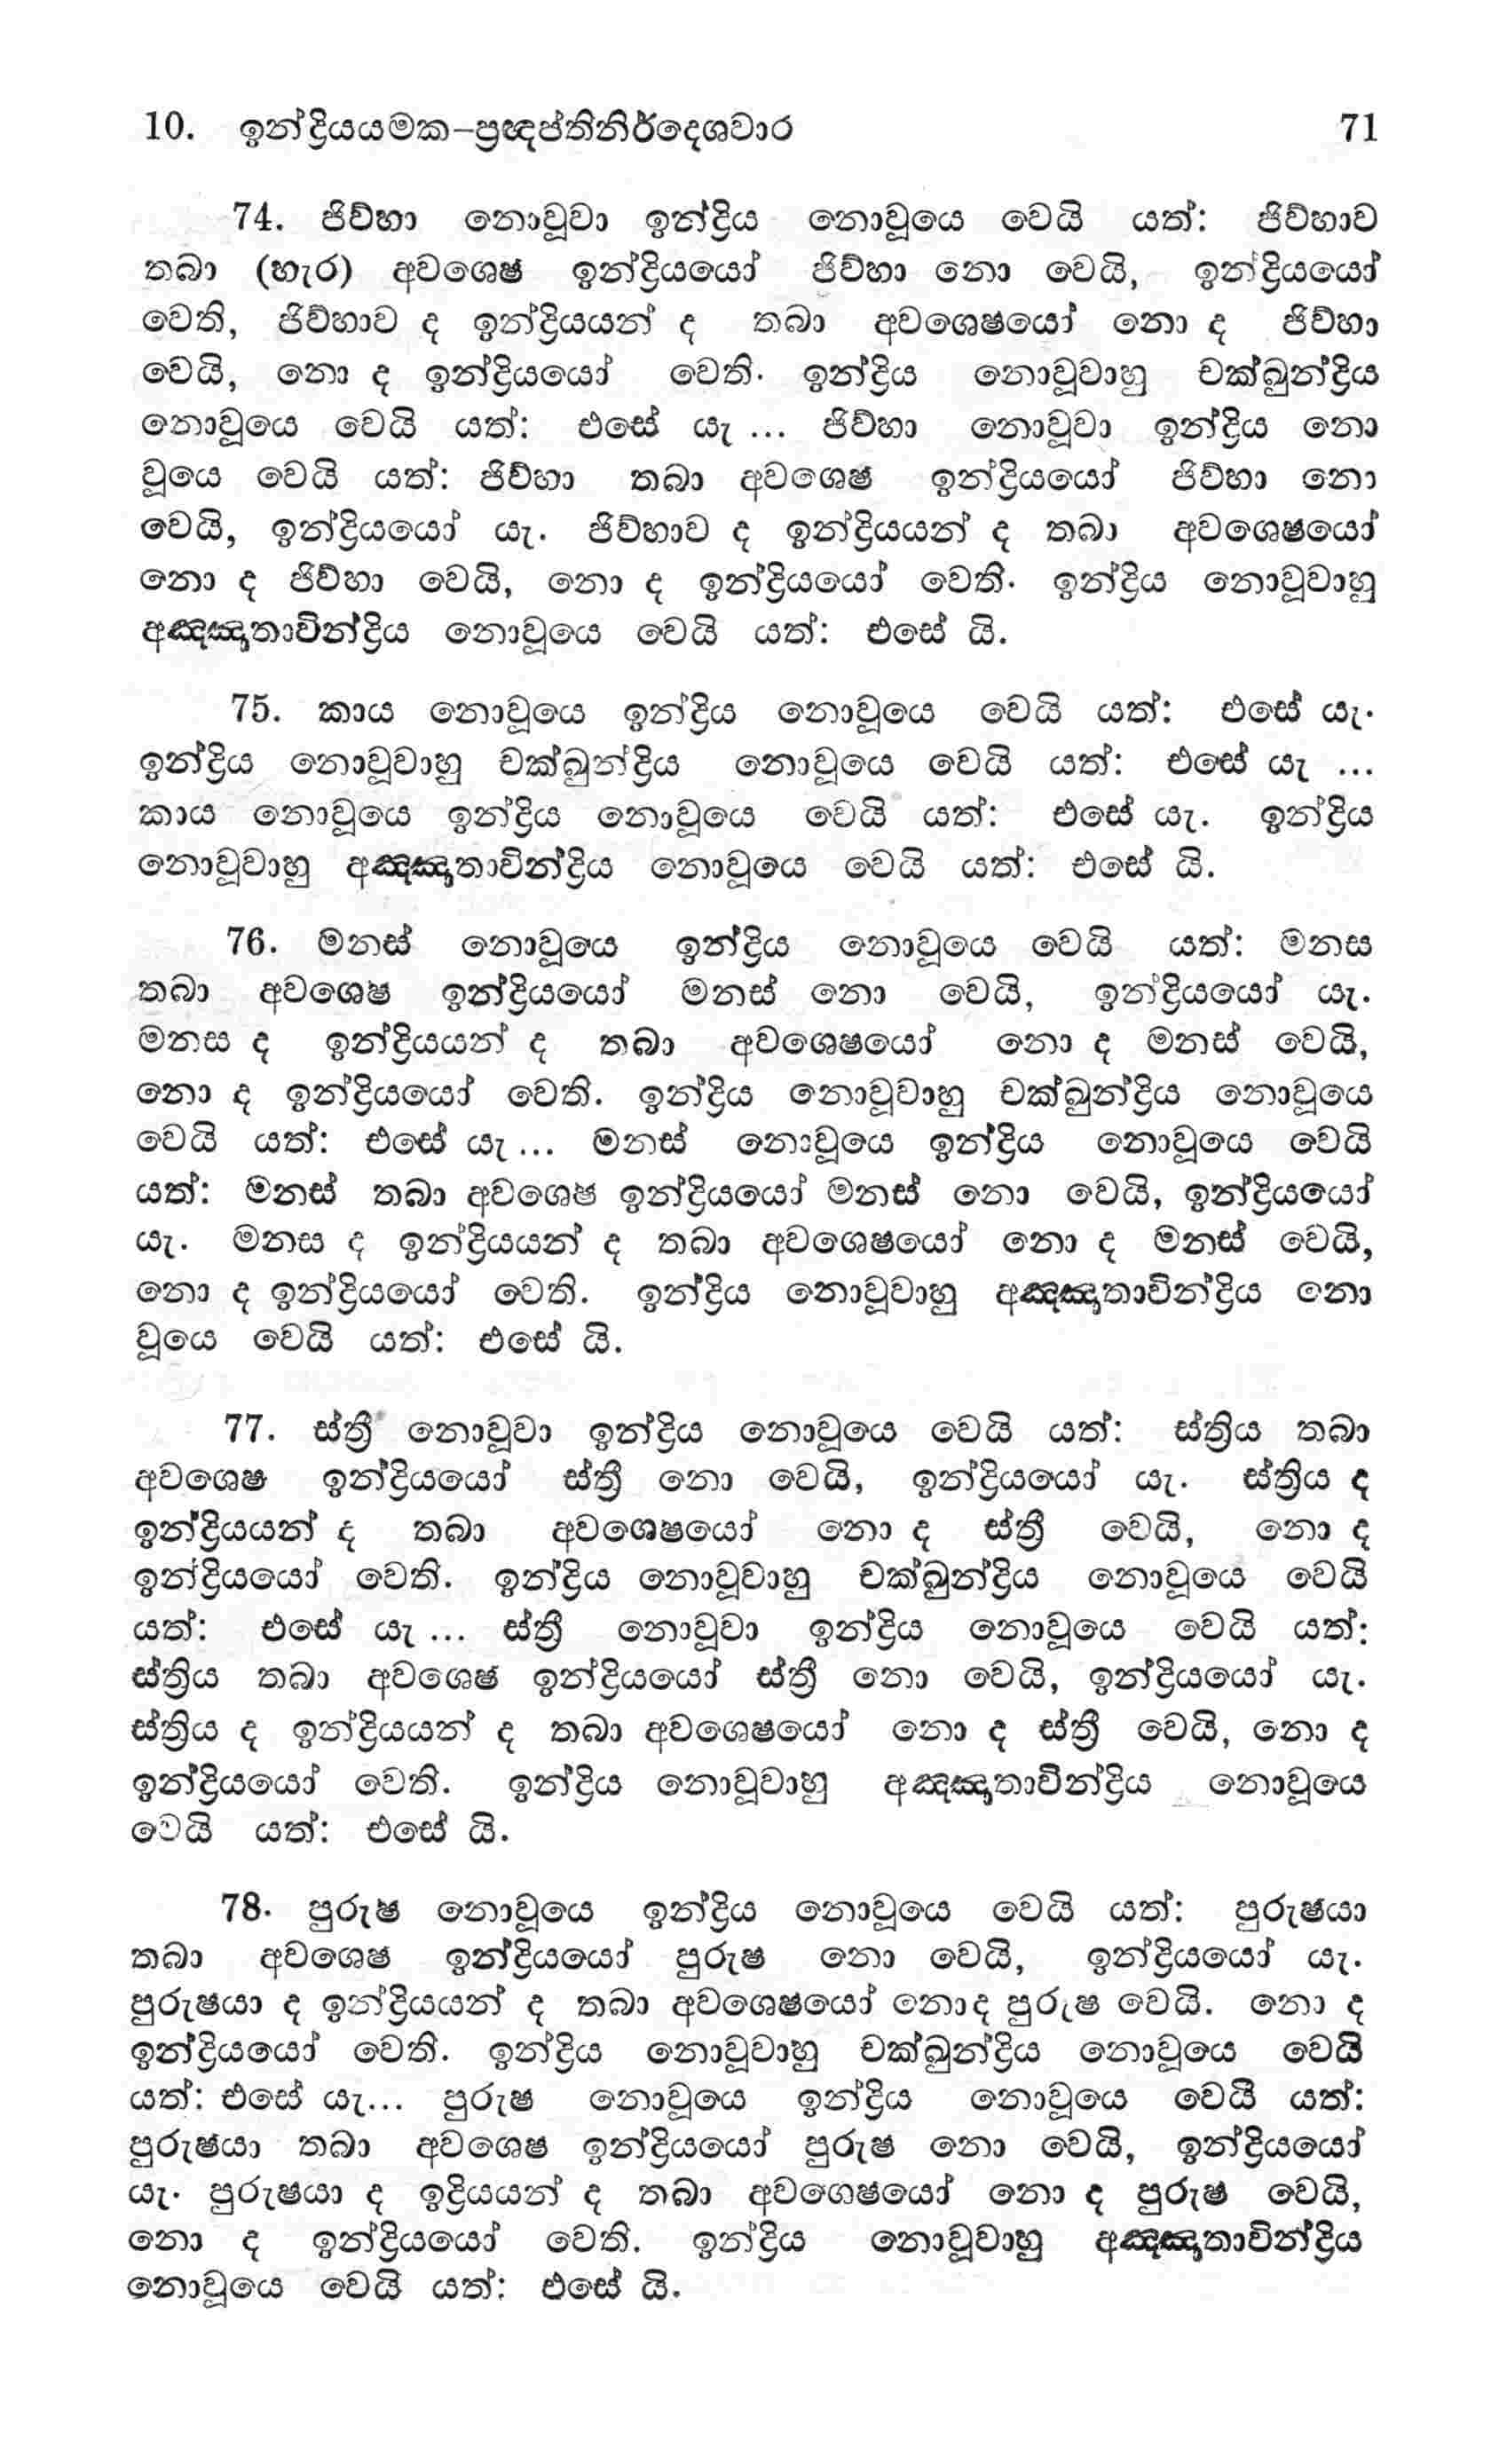 10. ඉන්ද්‍රියයමක–ප්‍රඥප්තිනිර්දෙශවාර 71
74. ජිව්හා නොවූවා ඉන්ද්‍රිය නොවූයෙ වෙයි යත්: ජිව්හාව
තබා (හැර) අවශෙෂ ඉන්ද්‍රියයෝ ජිව්හා නො වෙයි, ඉන්ද්‍රියයෝ
වෙති, ජිව්හාව ද ඉන්ද්‍රියයන් ද තබා අවශෙෂයෝ නො ද ජිව්හා
වෙයි, නො ද ඉන්ද්‍රියයෝ වෙති. ඉන්ද්‍රිය නොවූවාහු චක්ඛුන්ද්‍රිය
නොවූයෙ වෙයි යත්: එසේ යැ ... ජිව්හා නොවූවා ඉන්ද්‍රිය නො
වූයෙ වෙයි යත්: ජිව්හා තබා අවශෙෂ ඉන්ද්‍රියයෝ ජිව්හා නො
වෙයි, ඉන්ද්‍රියයෝ යැ. ජිව්හාව ද ඉන්ද්‍රියයන් ද තබා අවශෙෂයෝ
නො ද ජිව්හා වෙයි, නො ද ඉන්ද්‍රියයෝ වෙති. ඉන්ද්‍රිය නොවූවාහු
අඤ්ඤතාවින්ද්‍රිය නොවූයෙ වෙයි යත්: එසේ යි.
75. කාය නොවූයෙ ඉන්ද්‍රිය නොවූයෙ වෙයි යත්: එසේ යැ.
ඉන්ද්‍රිය නොවූවාහු චක්ඛුන්ද්‍රිය නොවූයෙ වෙයි යත්: එසේ යැ ...
කාය නොවූයෙ ඉන්ද්‍රිය නොවූයෙ වෙයි යත්: එසේ යැ. ඉන්ද්‍රිය
නොවූවාහු අඤ්ඤතාවින්ද්‍රිය නොවූයෙ වෙයි යත්: එසේ යි.
76. මනස් නොවූයෙ ඉන්ද්‍රිය නොවූයෙ වෙයි යත්: මනස
තබා අවශෙෂ ඉන්ද්‍රියයෝ මනස් නො වෙයි, ඉන්ද්‍රියයෝ යැ.
මනස ද ඉන්ද්‍රියයන් ද තබා අවශෙෂයෝ නො ද මනස් වෙයි,
නො ද ඉන්ද්‍රියයෝ වෙති. ඉන්ද්‍රිය නොවූවාහු චක්ඛුන්ද්‍රිය නොවූයෙ
වෙයි යත්: එසේ යැ ... මනස් නොවූයෙ ඉන්ද්‍රිය නොවූයෙ වෙයි
යත්: මනස් තබා අවශෙෂ ඉන්ද්‍රියයෝ මනස් නො වෙයි, ඉන්ද්‍රියයෝ
යැ. මනස ද ඉන්ද්‍රියයන් ද තබා අවශෙෂයෝ නො ද මනස් වෙයි,
නො ද ඉන්ද්‍රියයෝ වෙති. ඉන්ද්‍රිය නොවූවාහු අඤ්ඤතාවින්ද්‍රිය නො
වූයෙ වෙයි යත්: එසේ යි.
77. ස්ත්‍රී නොවූවා ඉන්ද්‍රිය නොවූයෙ වෙයි යත්: ස්ත්‍රිය තබා
අවශෙෂ ඉන්ද්‍රියයෝ ස්ත්‍රී නො වෙයි, ඉන්ද්‍රියයෝ යැ. ස්ත්‍රිය ද
ඉන්ද්‍රියයන් ද තබා අවශෙෂයෝ නො ද ස්ත්‍රී වෙයි, නො ද
ඉන්ද්‍රියයෝ වෙති. ඉන්ද්‍රිය නොවූවාහු චක්ඛුන්ද්‍රිය නොවූයෙ වෙයි
යත්: එසේ යැ ... ස්ත්‍රී නොවූවා ඉන්ද්‍රිය නොවූයෙ වෙයි යත්:
ස්ත්‍රිය තබා අවශෙෂ ඉන්ද්‍රියයෝ ස්ත්‍රී නො වෙයි, ඉන්ද්‍රියයෝ යැ.
ස්ත්‍රිය ද ඉන්ද්‍රියයන් ද තබා අවශෙෂයෝ නො ද ස්ත්‍රී වෙයි, නො ද
ඉන්ද්‍රියයෝ වෙති. ඉන්ද්‍රිය නොවූවාහු අඤ්ඤතාවින්ද්‍රිය නොවූයෙ
වෙයි යත්: එසේ යි.
78. පුරුෂ නොවූයෙ ඉන්ද්‍රිය නොවූයෙ වෙයි යත්: පුරුෂයා
තබා අවශෙෂ ඉන්ද්‍රියයෝ පුරුෂ නො වෙයි, ඉන්ද්‍රියයෝ යැ.
පුරුෂයා ද ඉන්ද්‍රියයන් ද තබා අවශෙෂයෝ නොද පුරුෂ වෙයි. නො ද
ඉන්ද්‍රියයෝ වෙති. ඉන්ද්‍රිය නොවූවාහු චක්ඛුන්ද්‍රිය නොවූයෙ වෙයි
යත්: එසේ යැ... පුරුෂ නොවූයෙ ඉන්ද්‍රිය නොවූයෙ වෙයි යත්:
පුරුෂයා තබා අවශෙෂ ඉන්ද්‍රියයෝ පුරුෂ නො වෙයි, ඉන්ද්‍රියයෝ
යැ. පුරුෂයා ද ඉද්‍රියයන් ද තබා අවශෙෂයෝ නො ද පුරුෂ වෙයි,
නො ද ඉන්ද්‍රියයෝ වෙති. ඉන්ද්‍රිය නොවූවාහු අඤ්ඤතාවින්ද්‍රිය
නොවූයෙ වෙයි යත්: එසේ යි.